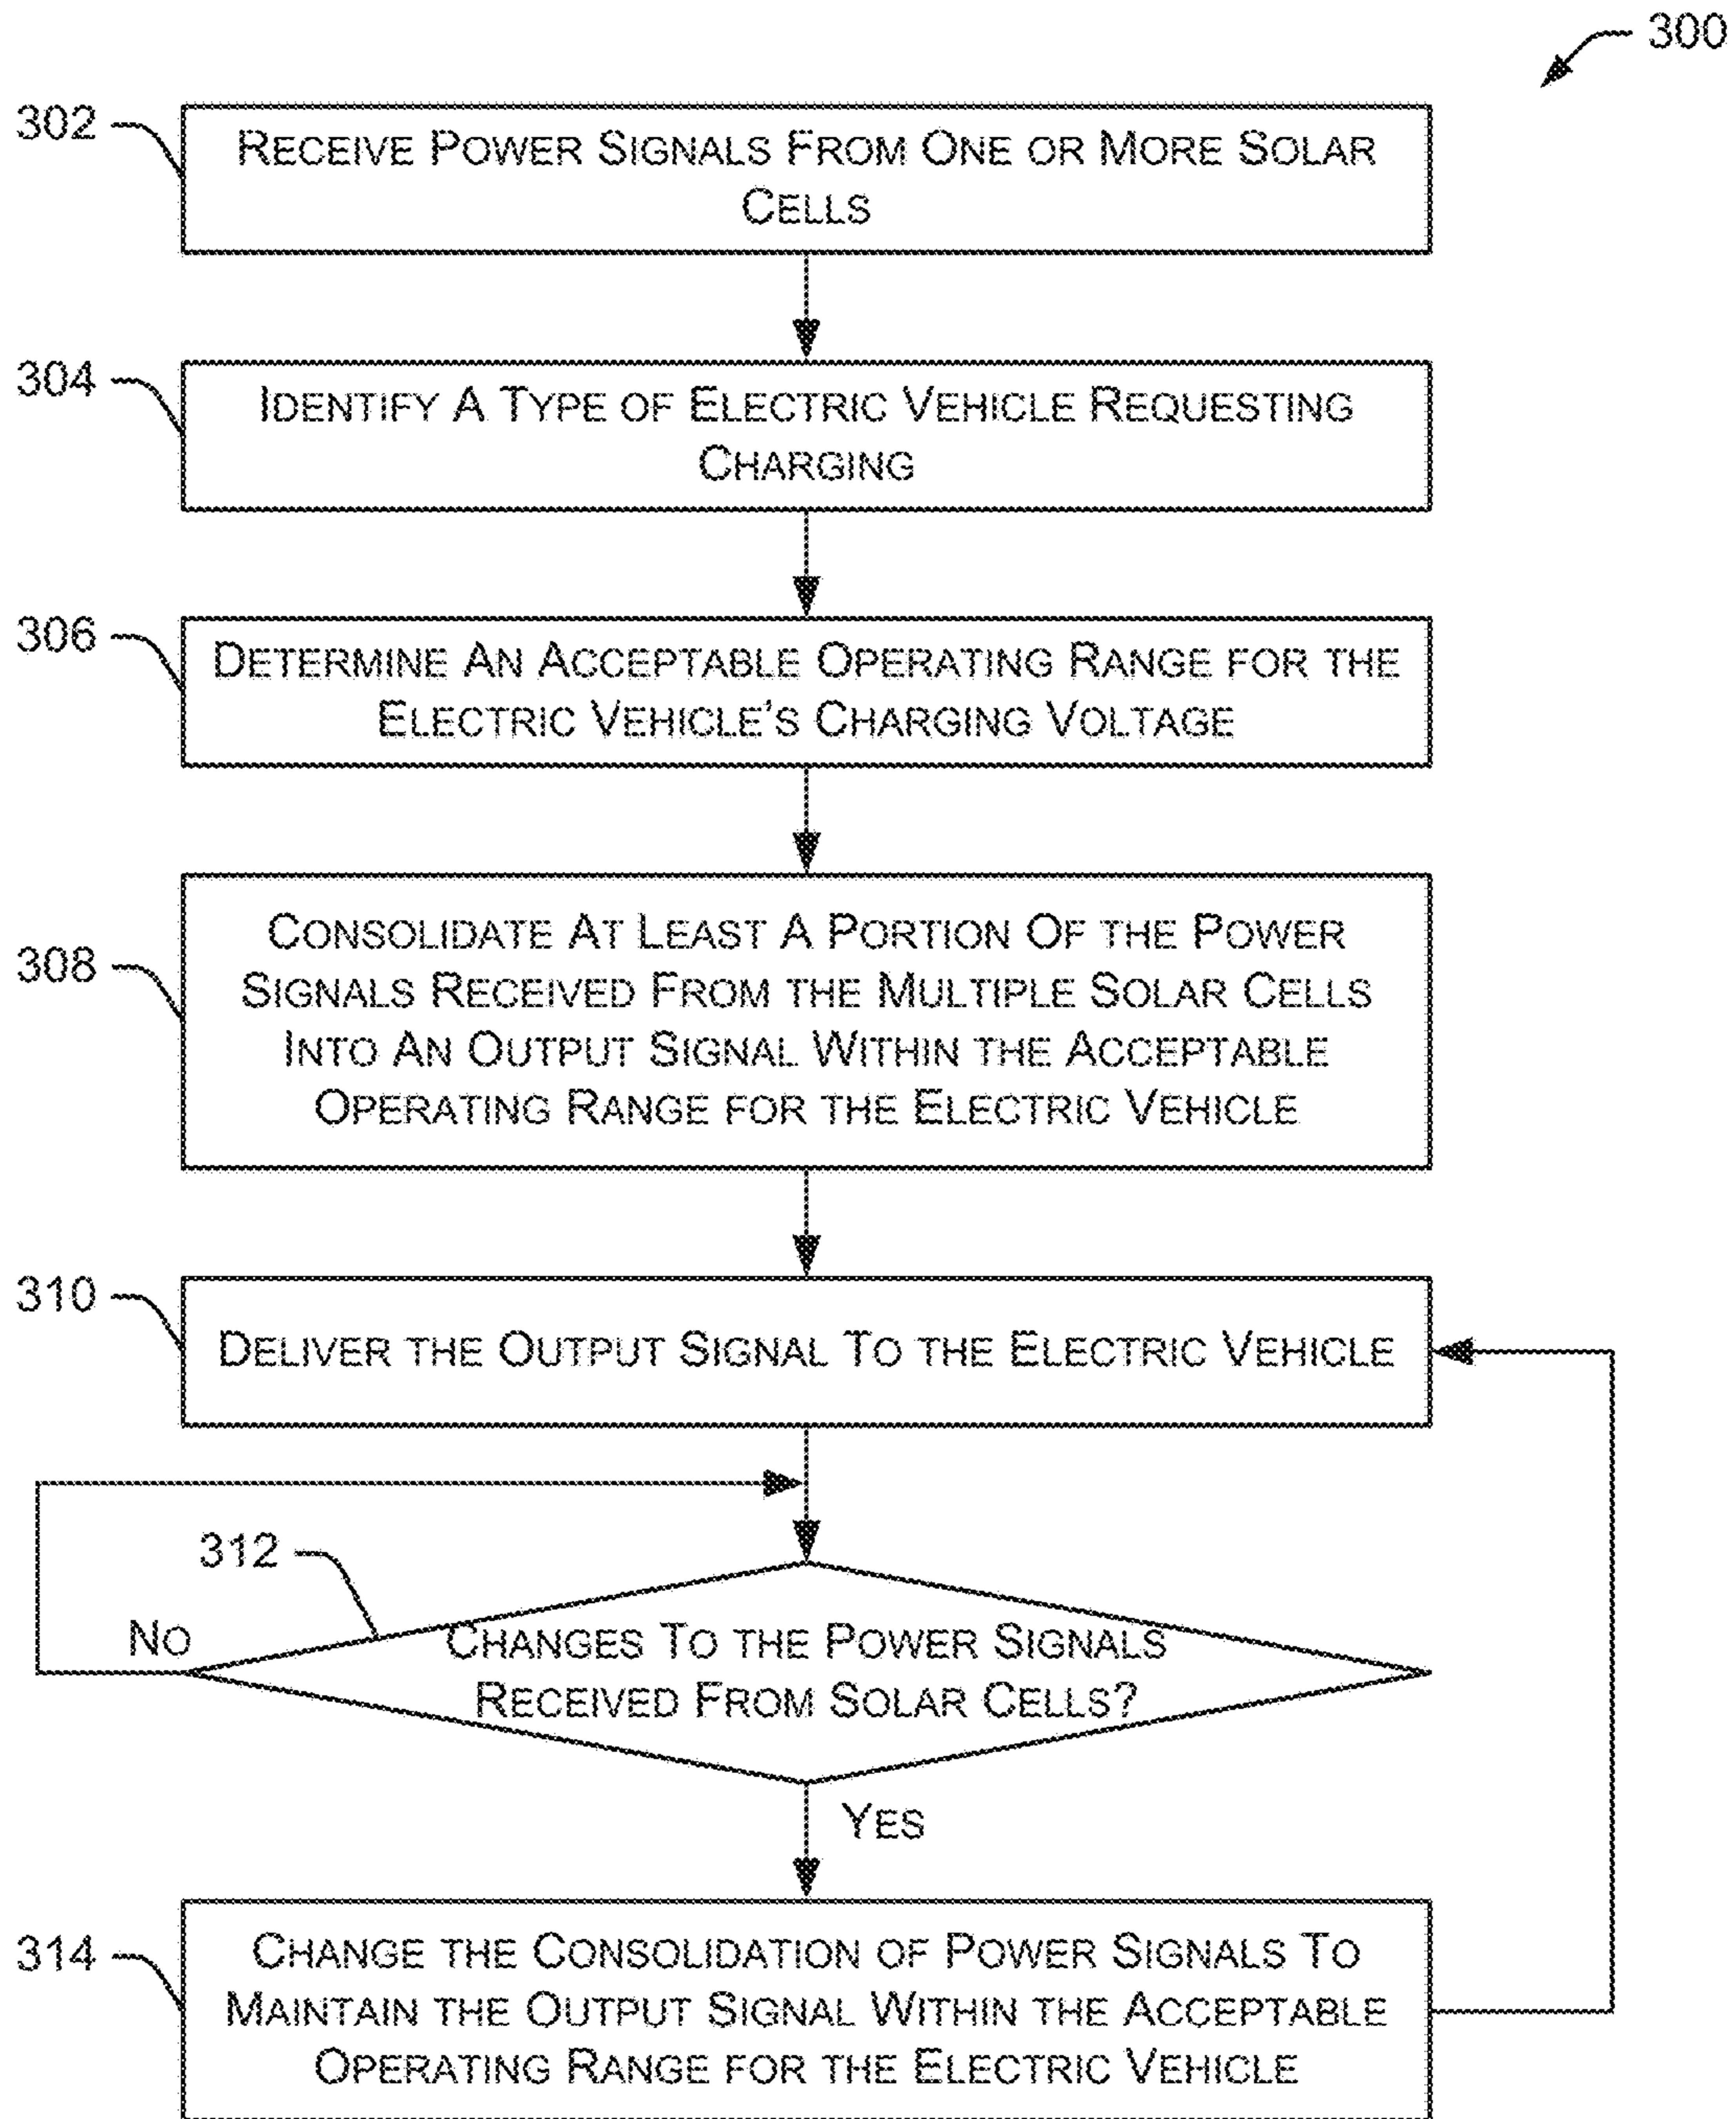 300
302
RECEIVE POWER SIGNALS FROM ONE OR MORE SOLAR
CELLS
304
IDENTIFY A TYPE OF ELECTRIC VEHICLE REQUESTING
CHARGING
306
DETERMINE AN ACCEPTABLE OPERATING RANGE FOR THE
ELECTRIC VEHICLE'S CHARGING VOLTAGE
308
CONSOLIDATE AT LEAST A PORTION OF THE POWER
SIGNALS RECEIVED FROM THE MULTIPLE SOLAR CELLS
INTO AN OUTPUT SIGNAL WITHIN THE ACCEPTABLE
OPERATING RANGE FOR THE ELECTRIC VEHICLE
310
DELIVER THE OUTPUT SIGNAL TO THE ELECTRIC VEHICLE
312
NO
CHANGES TO THE POWER SIGNALS
RECEIVED FROM SOLAR CELLS?
YES
314
CHANGE THE CONSOLIDATION OF POWER SIGNALS TO
MAINTAIN THE OUTPUT SIGNAL WITHIN THE ACCEPTABLE
OPERATING RANGE FOR THE ELECTRIC VEHICLE